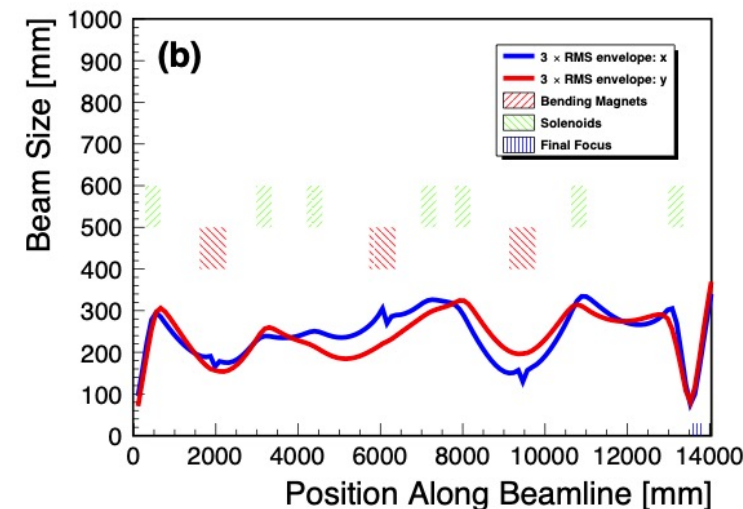 1000
900
800
700
600
500
400
300
200
100
0
Beam Size [mm]
(b)
3 × RMS envelope: x
3 × RMS envelope: y
Bending Magnets
Solenoids
Final Focus
0 2000 4000 6000 8000 10000 12000 14000
Position Along Beamline [mm]